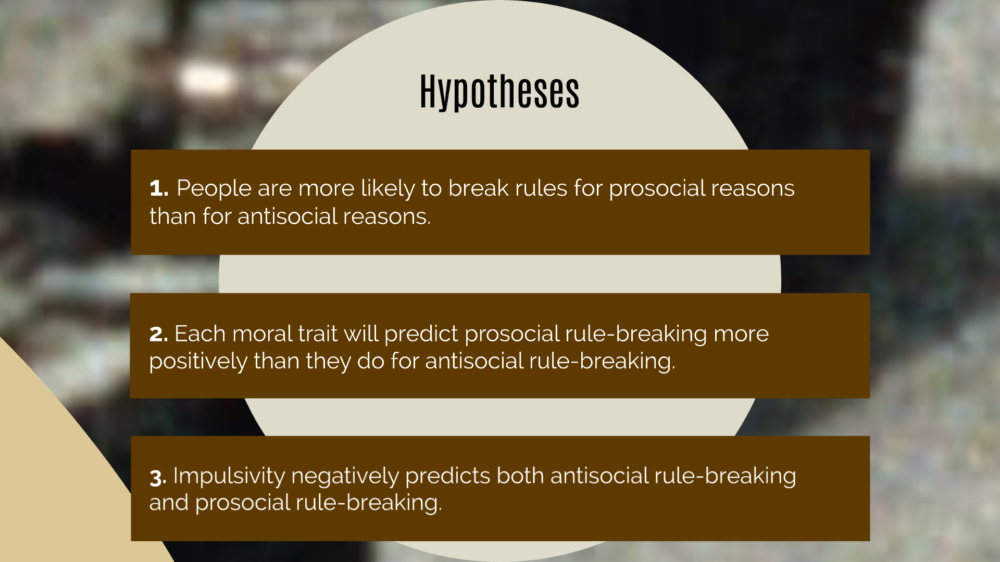 Hypotheses
1. People are more likely to break rules for prosocial reasons
than for antisocial reasons.
2. Each moral trait will predict prosocial rule-breaking more
positively than they do for antisocial rule-breaking.
3. Impulsivity negatively predicts both antisocial rule-breaking
and prosocial rule-breaking.